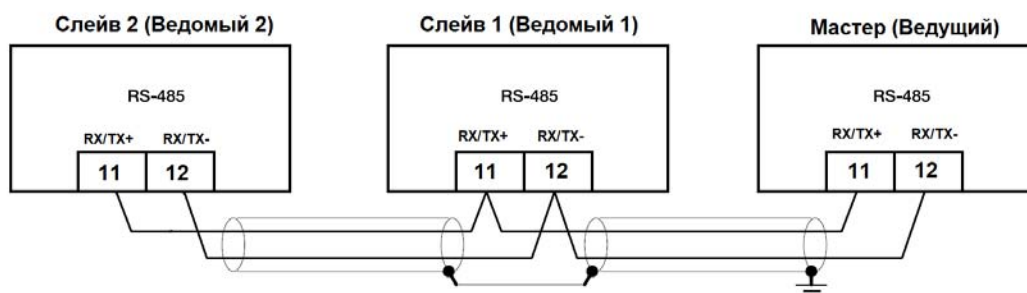 Слейв 2 (Ведомый 2)
Слейв 1 (Ведомый 1)
Мастер (Ведущий)
RS-485
RS-485
RS-485
RX/TX+ RX/TX-
RX/TX+ RX/TX-
RX/TX+ RX/TX-
11 12
11 12
11 12